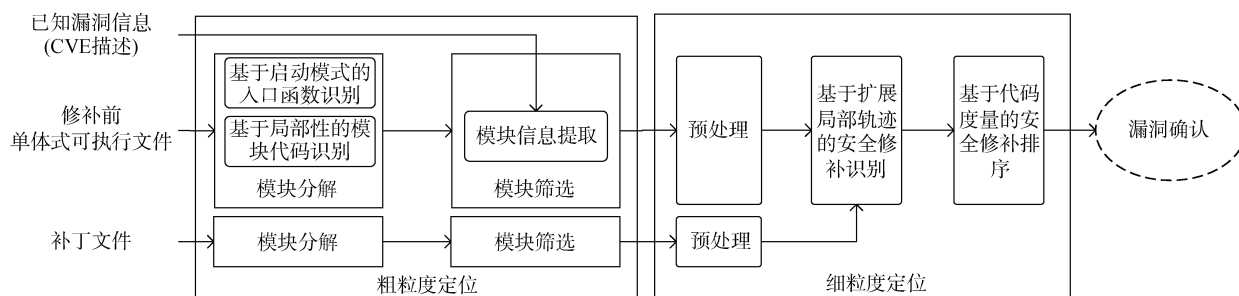 已知漏洞信息
(CVE描述)
修补前
单体式可执行文件
补丁文件
基于启动模式的
入口函数识别
基于局部性的模
块代码识别
模块分解
模块信息提取
模块筛选
模块分解
模块筛选
粗粒度定位
预处理
基于扩展
局部轨迹
的安全修
补识别
基于代码
度量的安
全修补排
序
预处理
细粒度定位
漏洞确认